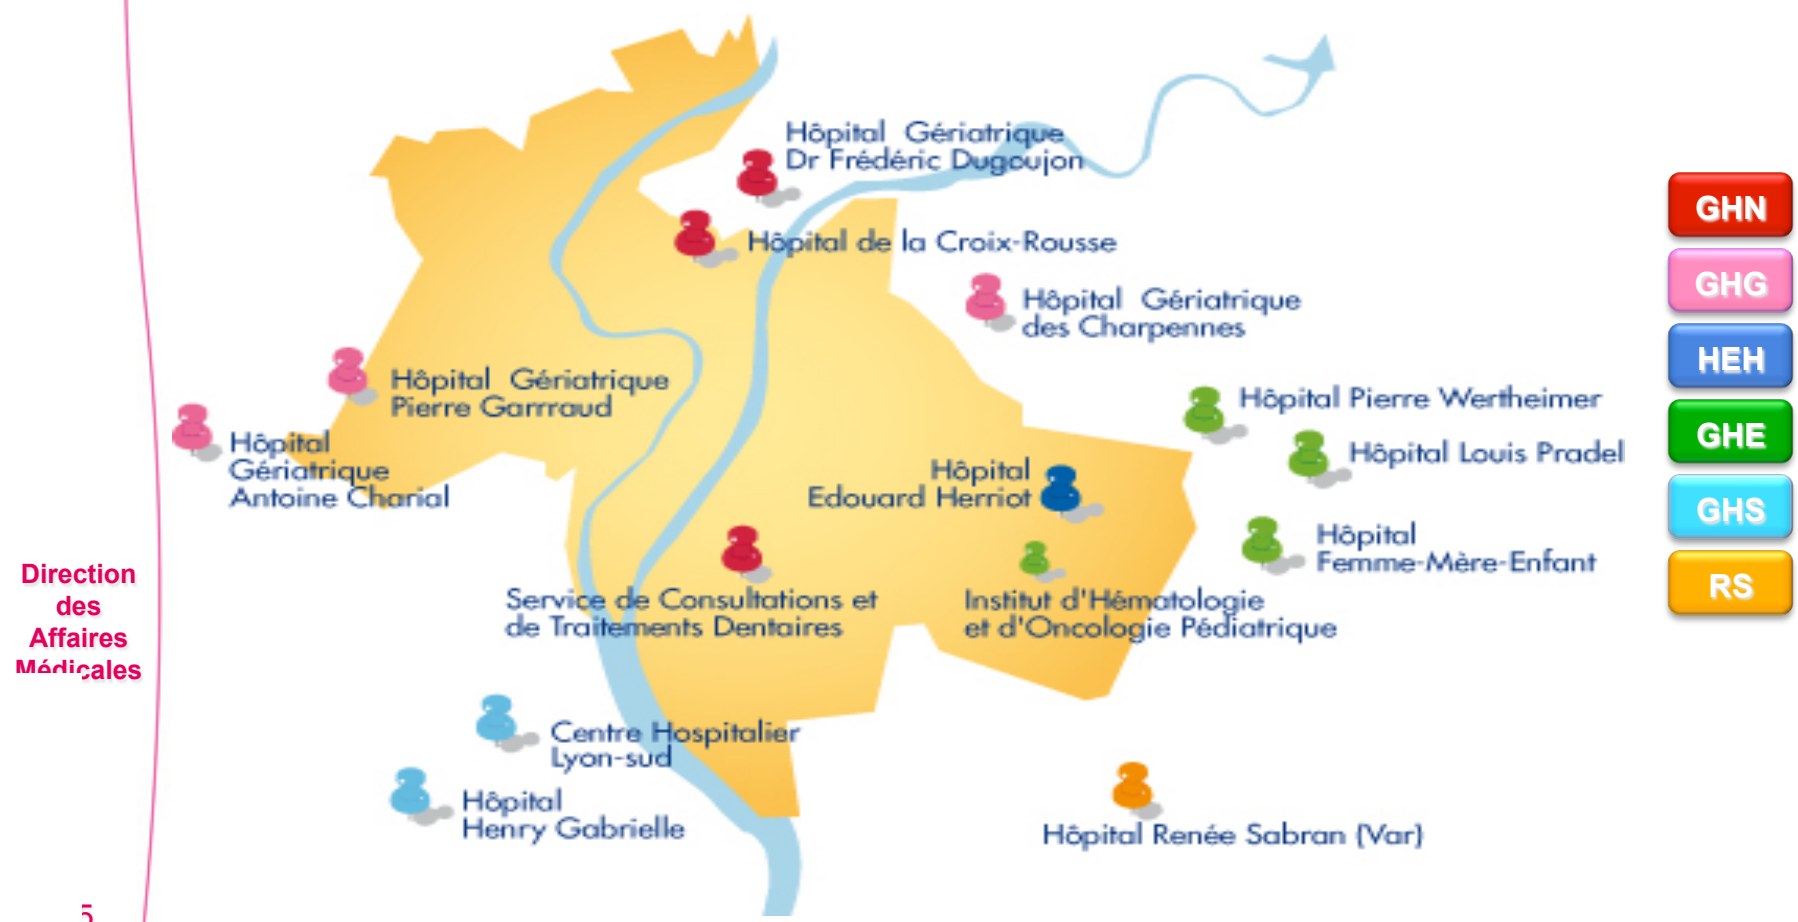 Hôpital Gériatrique
Dr Frédéric Dugoujon
Hôpital de la Croix-Rousse
Hôpital Gériatrique
des Charpennes
Hôpital Gériatrique
Pierre Garrraud
Hôpital
Gériatrique
Antoine Charial
Hôpital Pierre Wertheimer
Hôpital Louis Pradel
Hôpital
Edouard Herriot
Hôpital
Femme-Mère-Enfant
Service de Consultations et
de Traitements Dentaires
Institut d'Hématologie
et d'Oncologie Pédiatrique
Centre Hospitalier
Lyon-sud
Hôpital
Henry Gabrielle
Hôpital Renée Sabran (Var)
GHN
GHG
HEH
GHE
GHS
RS
Direction
des
Affaires
Médicales
5